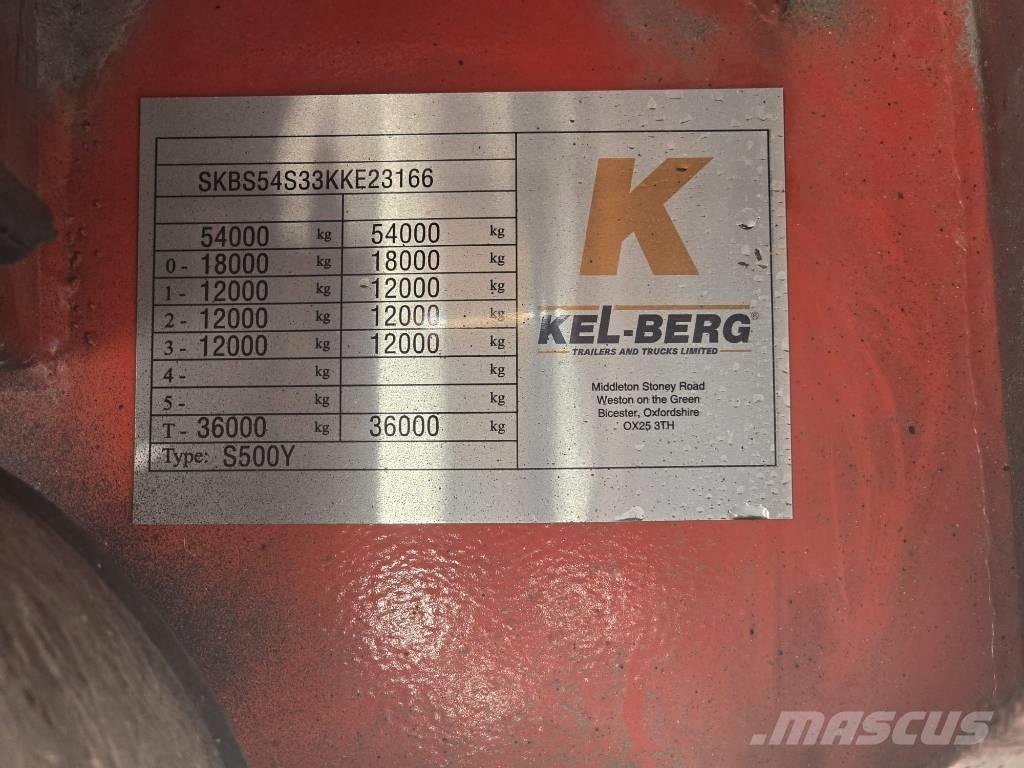 SKBS54S33KKE23166
54000 kg 54000 kg
0 - 18000 kg 18000 kg
1 - 12000 kg 12000 kg
2 - 12000 kg 12000 kg
3 - 12000 kg 12000 kg
4 - kg kg
5 - kg kg
T - 36000 kg 36000 kg
Type: S500Y
K
KEL-BERG®
TRAILERS AND TRUCKS LIMITED
Middleton Stoney Road
Weston on the Green
Bicester, Oxfordshire
OX25 3TH
MASCUS